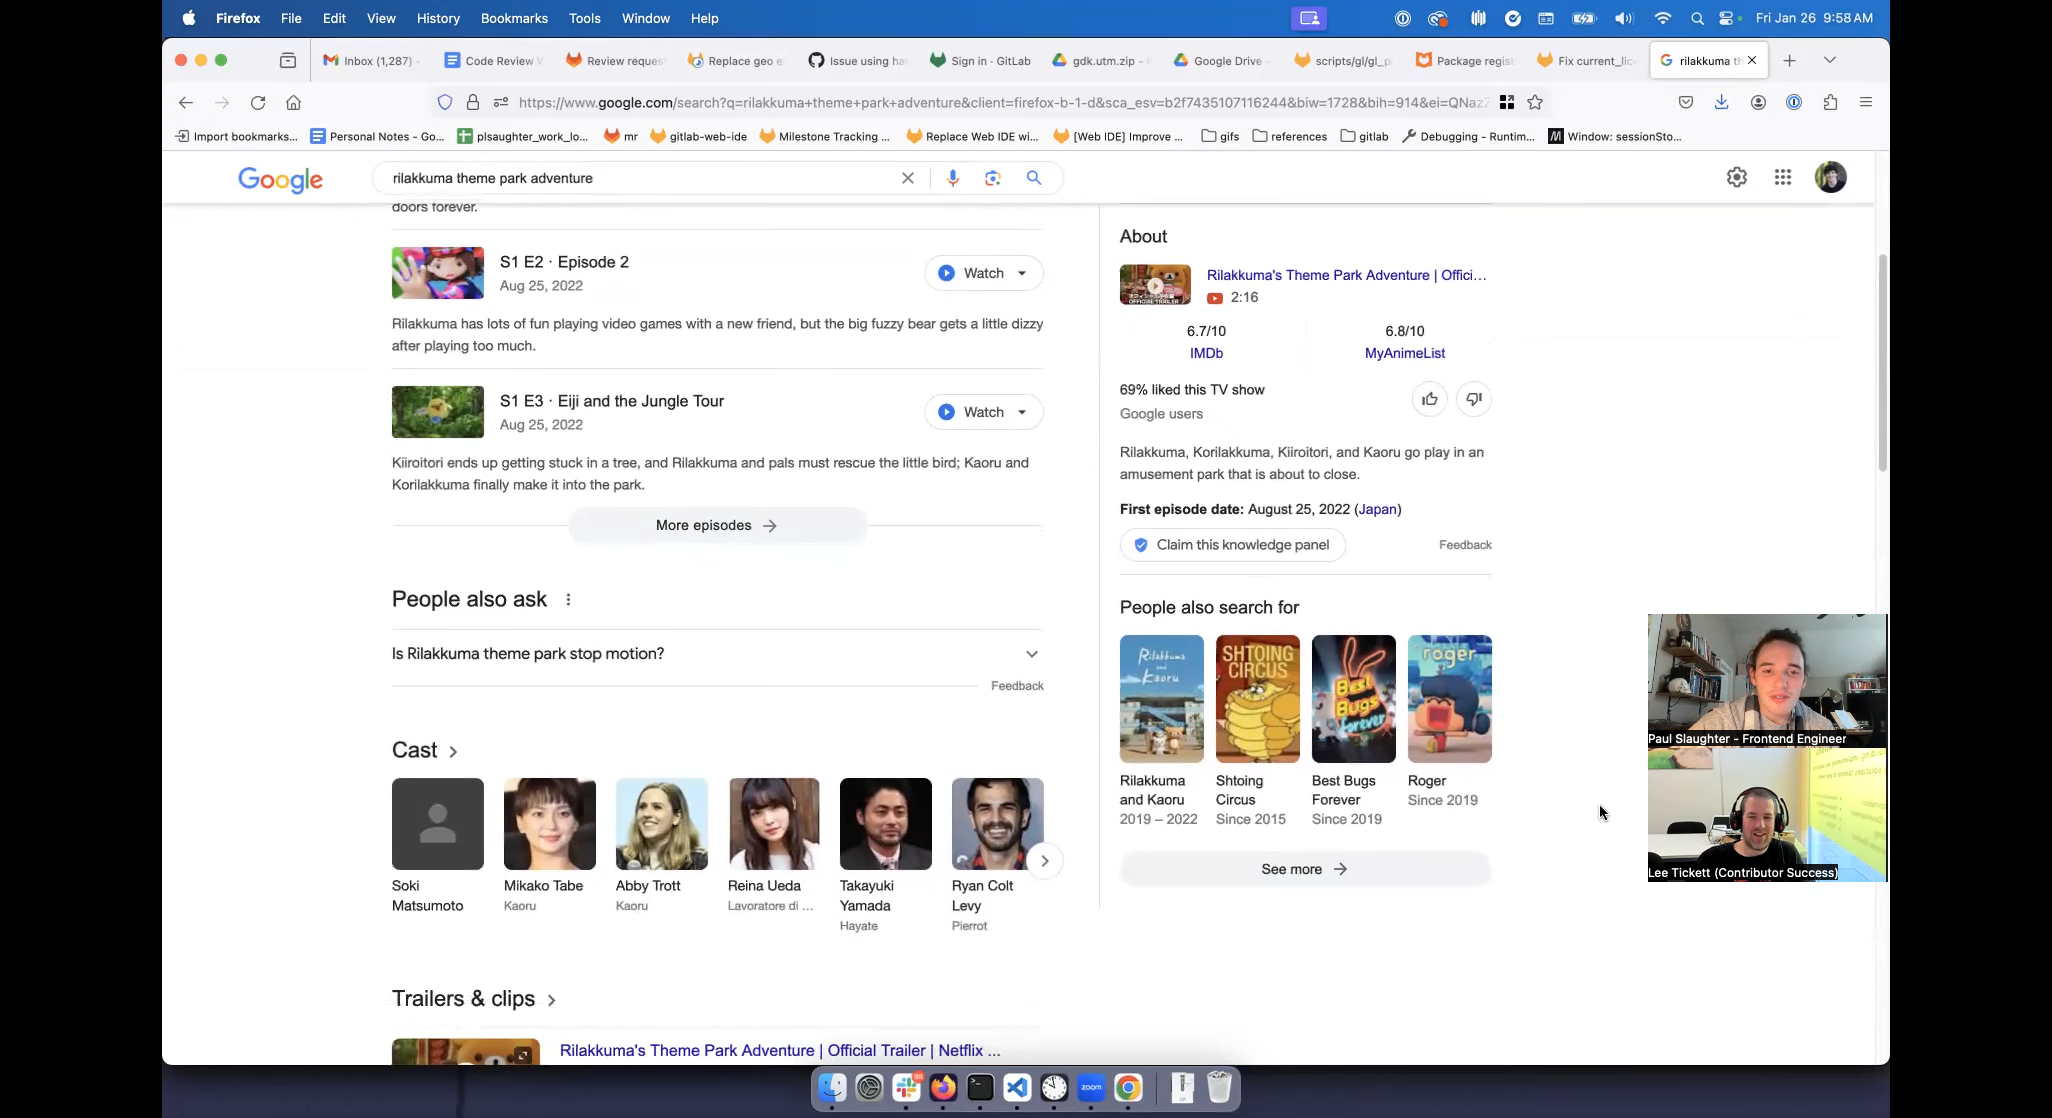 Firefox File Edit View History Bookmarks Tools Window Help
Fri Jan 26 9:58 AM
Inbox (1,287) -
Code Review
Review reques
Replace geo e
Issue using ha
Sign in · GitLab
gdk.utm.zip -
Google Drive -
scripts/gl/gl_p
Package regis
Fix current_lic
rilakkuma th
https://www.google.com/search?q=rilakkuma+theme+park+adventure&client=firefox-b-1-d&sca_esv=b2f7435107116244&biw=1728&bih=914&ei=QNaz
Import bookmarks...
Personal Notes - Go...
plsaughter_work_lo...
mr
gitlab-web-ide
Milestone Tracking ...
Replace Web IDE wi...
[Web IDE] Improve ...
gifs
references
gitlab
Debugging - Runtim...
Window: sessionSto...
Google
rilakkuma theme park adventure
doors forever.
S1 E2 · Episode 2
Aug 25, 2022
Watch
Rilakkuma has lots of fun playing video games with a new friend, but the big fuzzy bear gets a little dizzy
after playing too much.
S1 E3 · Eiji and the Jungle Tour
Aug 25, 2022
Watch
Kiiroitori ends up getting stuck in a tree, and Rilakkuma and pals must rescue the little bird; Kaoru and
Korilakkuma finally make it into the park.
More episodes
People also ask
Is Rilakkuma theme park stop motion?
Feedback
Cast
Soki
Matsumoto
Mikako Tabe
Kaoru
Abby Trott
Kaoru
Reina Ueda
Lavoratore di ...
Takayuki
Yamada
Hayate
Ryan Colt
Levy
Pierrot
Trailers & clips
Rilakkuma's Theme Park Adventure | Official Trailer | Netflix ...
About
Rilakkuma's Theme Park Adventure | Offici...
2:16
6.7/10
IMDb
6.8/10
MyAnimeList
69% liked this TV show
Google users
Rilakkuma, Korilakkuma, Kiiroitori, and Kaoru go play in an
amusement park that is about to close.
First episode date: August 25, 2022 (Japan)
Claim this knowledge panel
Feedback
People also search for
Rilakkuma
and
Kaoru
SHTOING
CIRCUS
Best
Bugs
forever
roger
Rilakkuma
and Kaoru
2019 – 2022
Shtoing
Circus
Since 2015
Best Bugs
Forever
Since 2019
Roger
Since 2019
See more
Paul Slaughter - Frontend Engineer
Lee Tickett (Contributor Success)
98
zoom